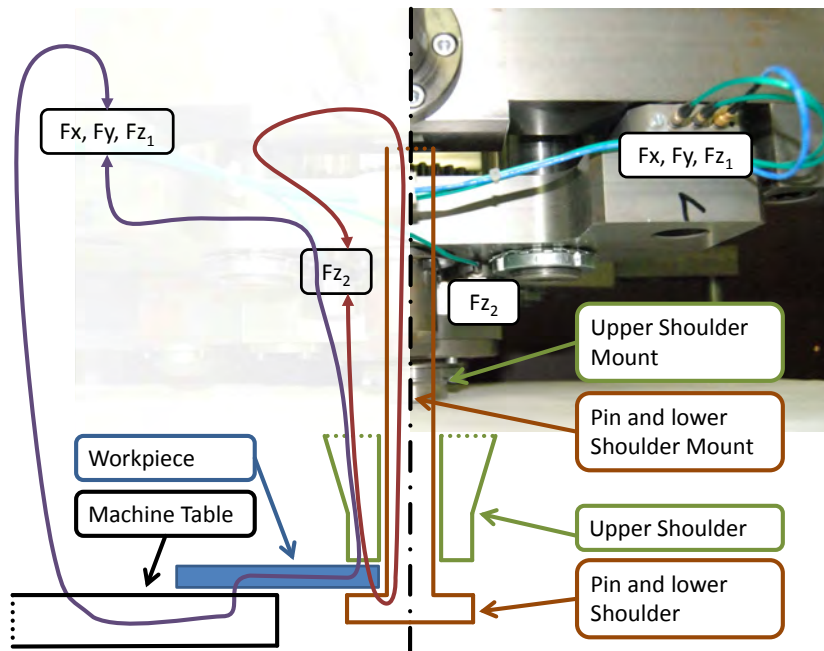 Fx, Fy, Fz₁
Fx, Fy, Fz₁
Fz₂
Fz₂
Upper Shoulder
Mount
Pin and lower
Shoulder Mount
Workpiece
Machine Table
Upper Shoulder
Pin and lower
Shoulder